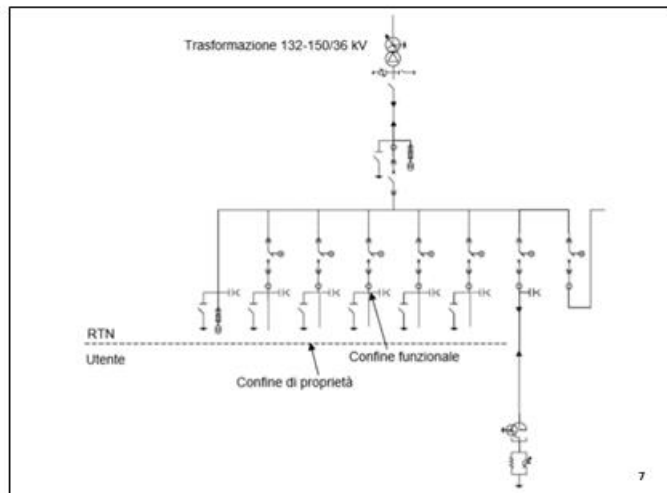 Trasformazione 132-150/36 kV
RTN
Utente
Confine funzionale
Confine di proprietà
7